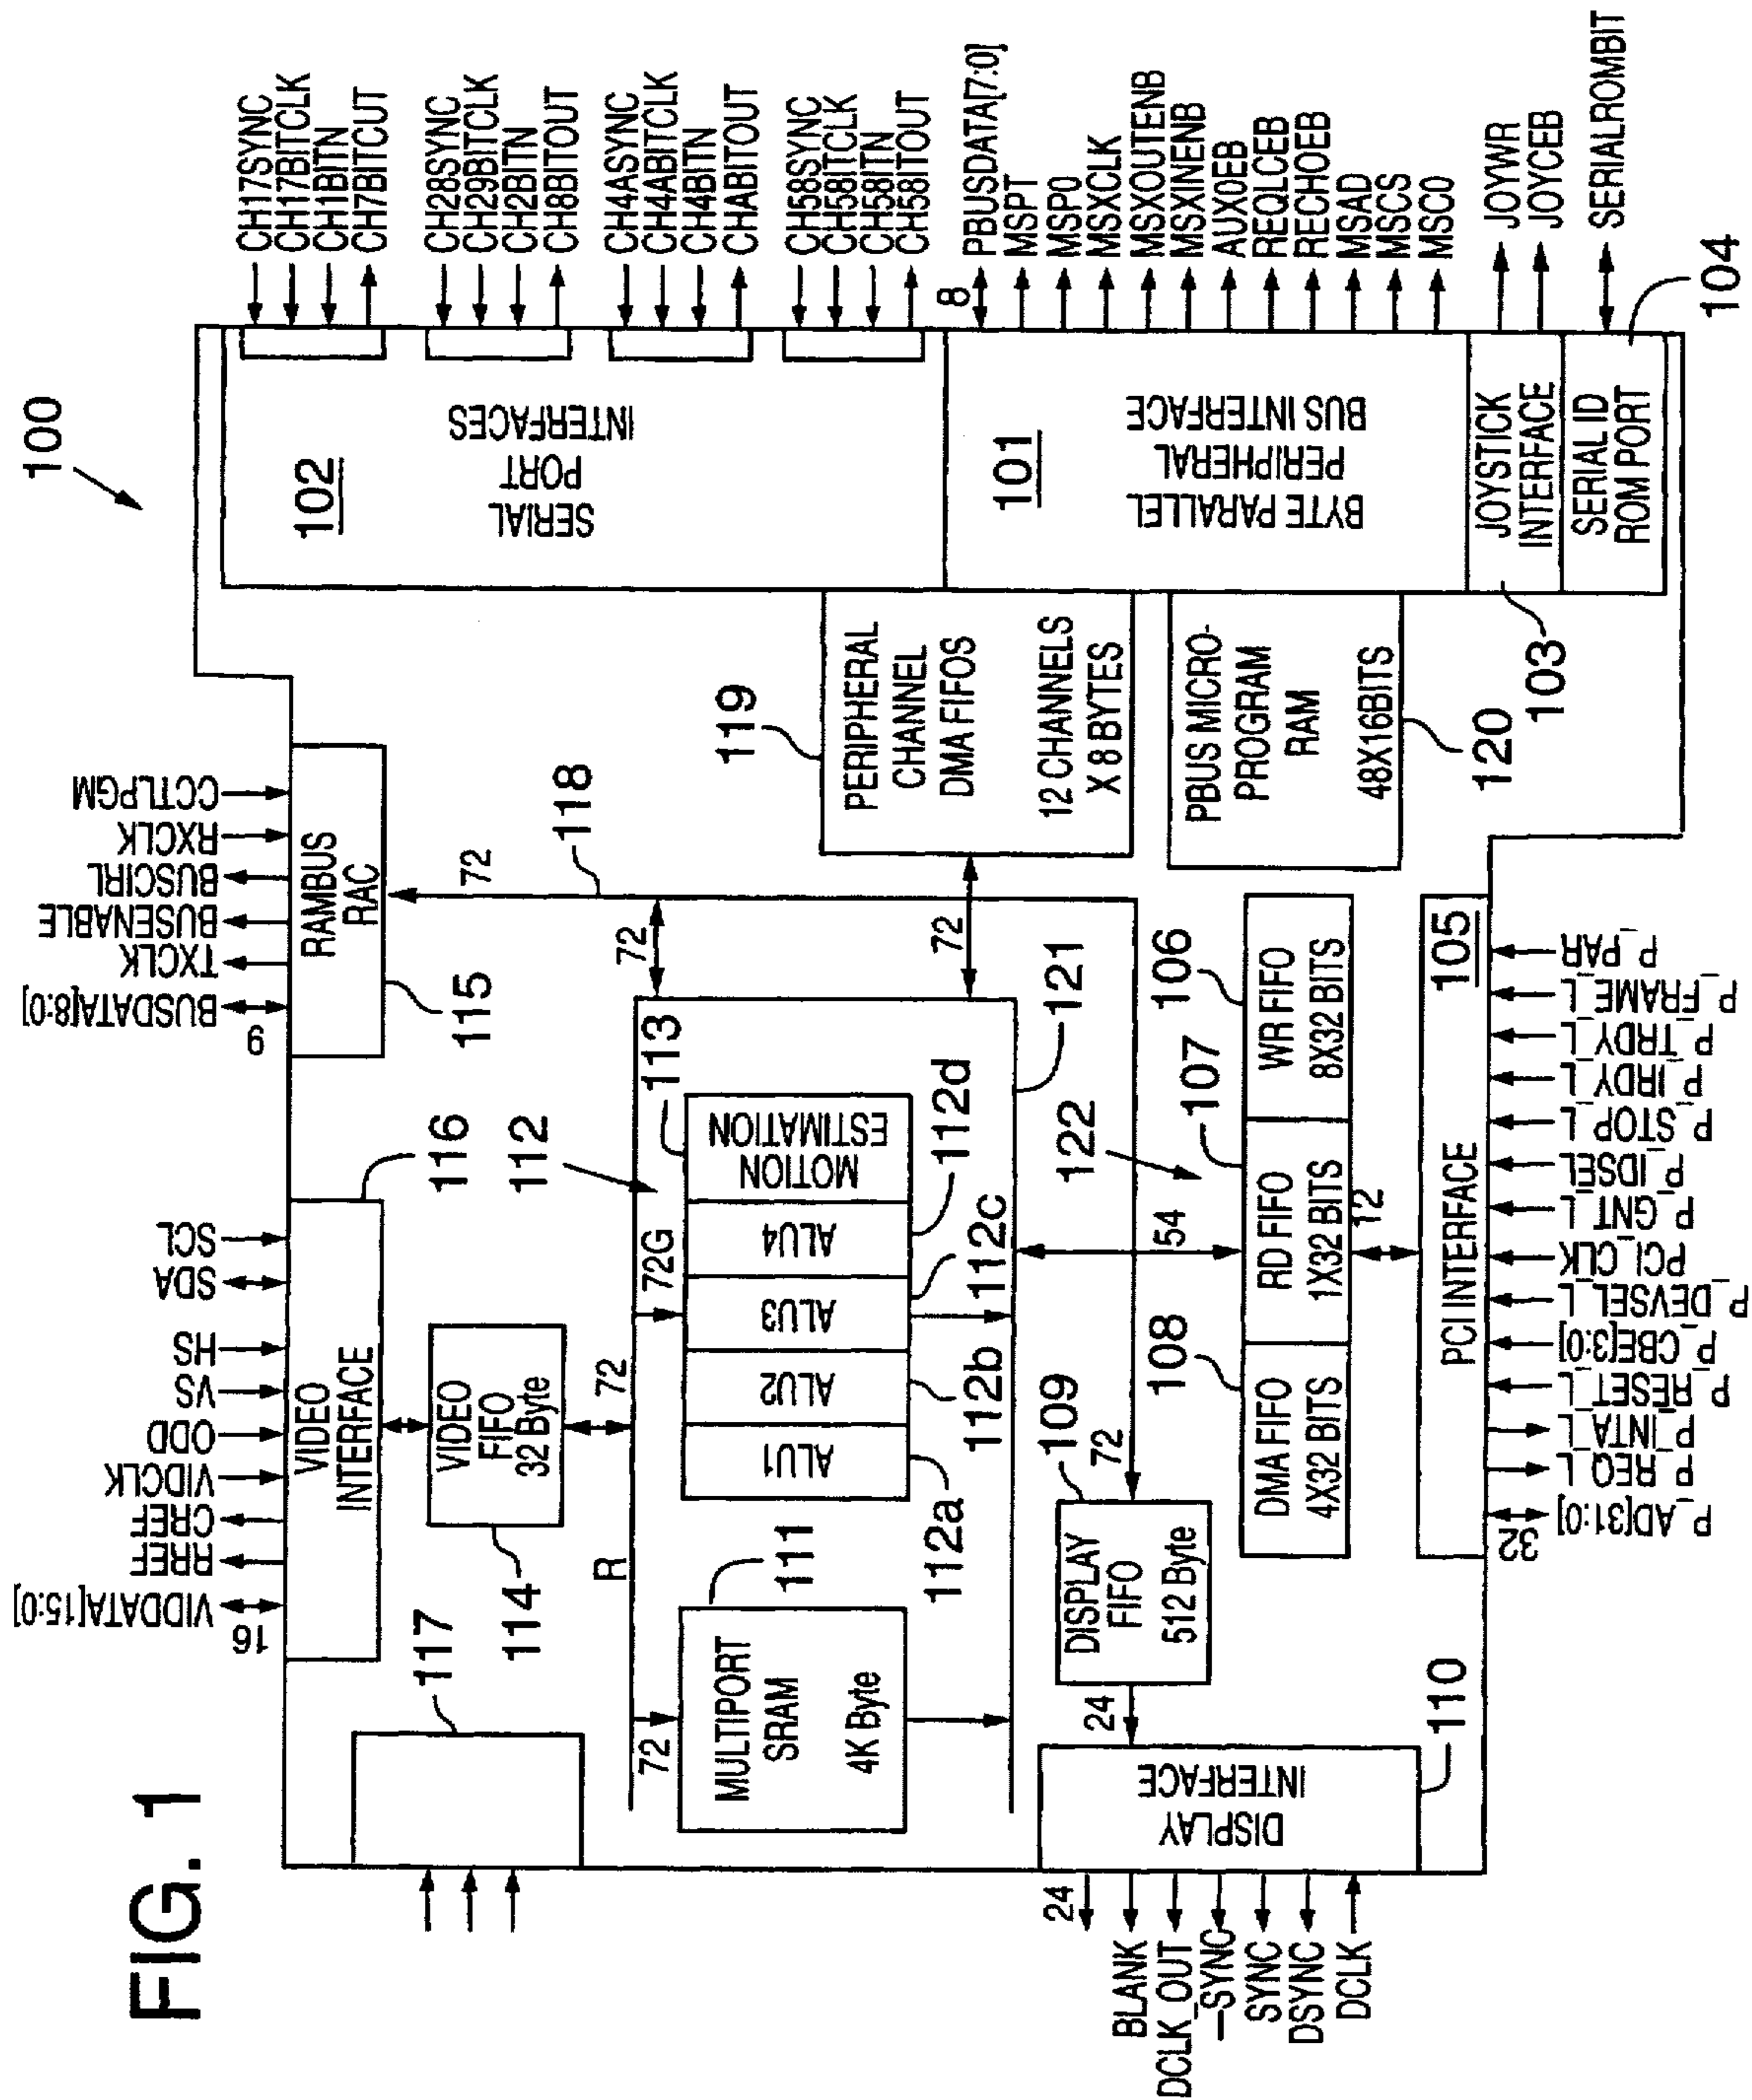 FIG. 1
100
117
VIDDATA[15:0]
16
RREF
CREF
VIDCLK
ODD
VS
HS
SDA
SCL
VIDEO
INTERFACE
116
VIDEO
FIFO
32 Byte
114
BUSDATA[8:0]
9
TXCLK
BUSENABLE
BUSCIRL
RXCLK
CCTLPGM
RAMBUS
RAC
115
72
118
CH17SYNC
CH17BITCLK
CH1BITN
CH7BITCUT
CH28SYNC
CH29BITCLK
CH2BITN
CH8BITOUT
CH4ASYNC
CH4ABITCLK
CH4BITN
CHABITOUT
CH58SYNC
CH58ITCLK
CH58ITN
CH58ITOUT
SERIAL
PORT
INTERFACES
102
8
PBUSDATA[7:0]
MSPT
MSP0
MSXCLK
MSXOUTENB
MSXINENB
AUX0EB
REQLCEB
RECHOEB
MSAD
MSCS
MSC0
BYTE PARALLEL
PERIPHERAL
BUS INTERFACE
101
JOYWR
JOYCEB
JOYSTICK
INTERFACE
103
SERIALROMBIT
SERIAL ID
ROM PORT
104
119
PERIPHERAL
CHANNEL
DMA FIFOS
12 CHANNELS
X 8 BYTES
PBUS MICRO-
PROGRAM
RAM
48X16BITS
120
R
72
72
72G
72
72
MULTIPORT
SRAM
4K Byte
111
112
ALU1
ALU2
ALU3
ALU4
MOTION
ESTIMATION
112a
112b
112c
112d
113
121
122
54
72
109
DISPLAY
FIFO
512 Byte
24
DISPLAY
INTERFACE
110
24
BLANK
DCLK_OUT
—SYNC
SYNC
DSYNC
DCLK
108
107
106
DMA FIFO
4X32 BITS
RD FIFO
1X32 BITS
WR FIFO
8X32 BITS
12
PCI INTERFACE
105
32
P_AD[31:0]
P_REQ_L
P_INTA_L
P_RESET_L
P_CBE[3:0]
P_DEVSEL_L
PCI_CLK
P_GNT_L
P_IDSEL
P_STOP_L
P_IRDY_L
P_TRDY_L
P_FRAME_L
P_PAR